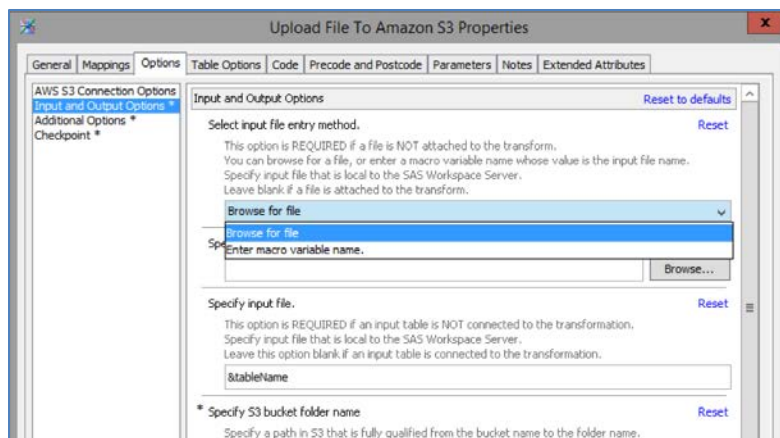 Upload File To Amazon S3 Properties
x
General Mappings Options Table Options Code Precode and Postcode Parameters Notes Extended Attributes
AWS S3 Connection Options
Input and Output Options *
Additional Options *
Checkpoint *
Input and Output Options Reset to defaults
Select input file entry method. Reset
This option is REQUIRED if a file is NOT attached to the transform.
You can browse for a file, or enter a macro variable name whose value is the input file name.
Specify input file that is local to the SAS Workspace Server.
Leave blank if a file is attached to the transform.
Browse for file
Browse for file
Enter macro variable name.
Browse...
Specify input file. Reset
This option is REQUIRED if an input table is NOT connected to the transformation.
Specify input file that is local to the SAS Workspace Server.
Leave this option blank if an input table is connected to the transformation.
&tableName
* Specify S3 bucket folder name Reset
Specify a path in S3 that is fully qualified from the bucket name to the folder name.